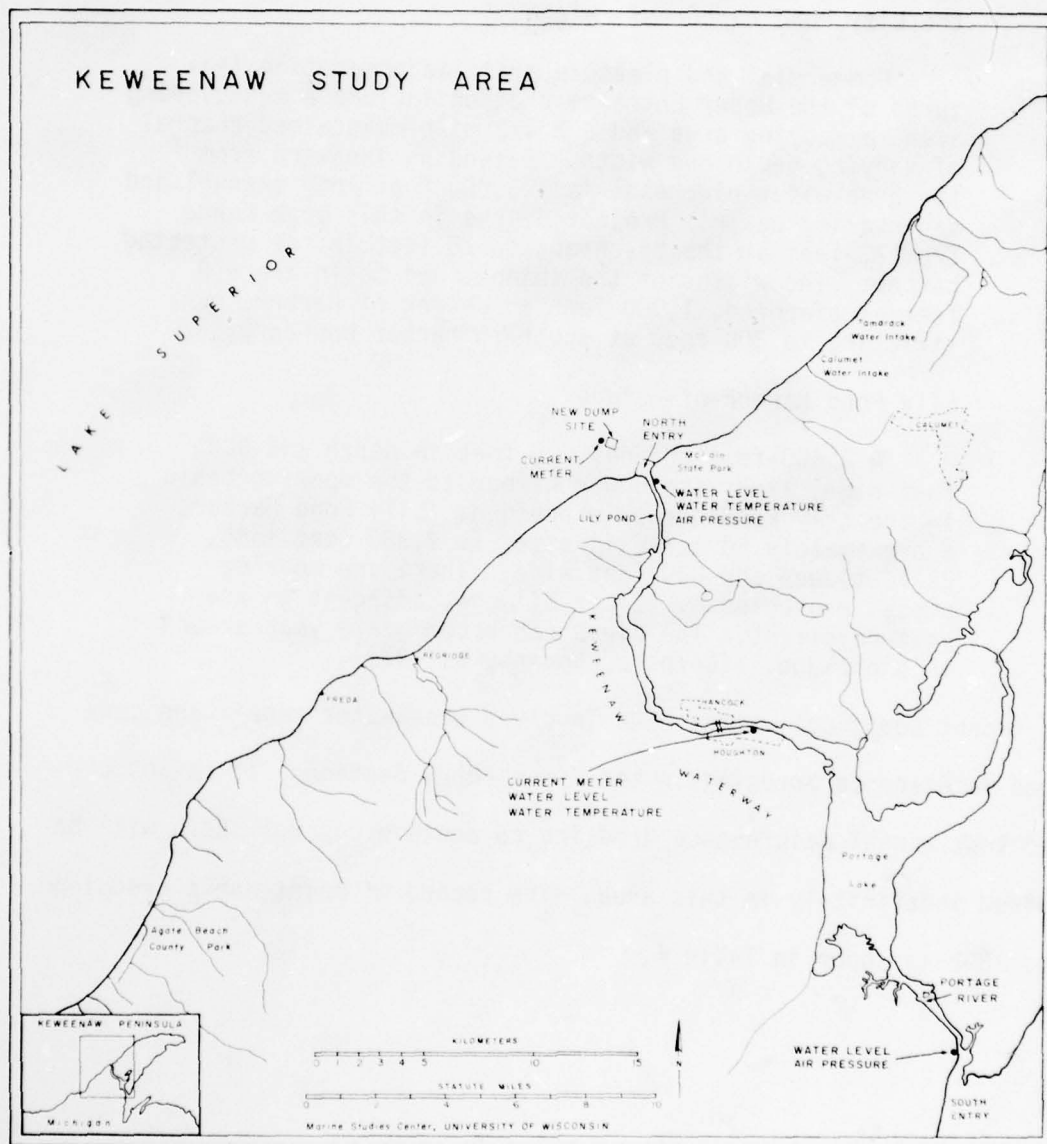 KEWEENAW STUDY AREA
LAKE SUPERIOR
Tamarack
Water Intake
Calumet
Water Intake
CALUMET
NEW DUMP
SITE
NORTH
ENTRY
CURRENT
METER
McLain
State Park
WATER LEVEL
WATER TEMPERATURE
AIR PRESSURE
LILY POND
KEWEENAW
REDRIDGE
FREDA
HANCOCK
HOUGHTON
CURRENT METER
WATER LEVEL
WATER TEMPERATURE
WATERWAY
Portage
Lake
Agate Beach
County Park
PORTAGE
RIVER
KEWEENAW PENINSULA
Michigan
KILOMETERS
0 1 2 3 4 5 10 15
STATUTE MILES
0 2 4 6 8 10
N
WATER LEVEL
AIR PRESSURE
SOUTH
ENTRY
Marine Studies Center, UNIVERSITY OF WISCONSIN